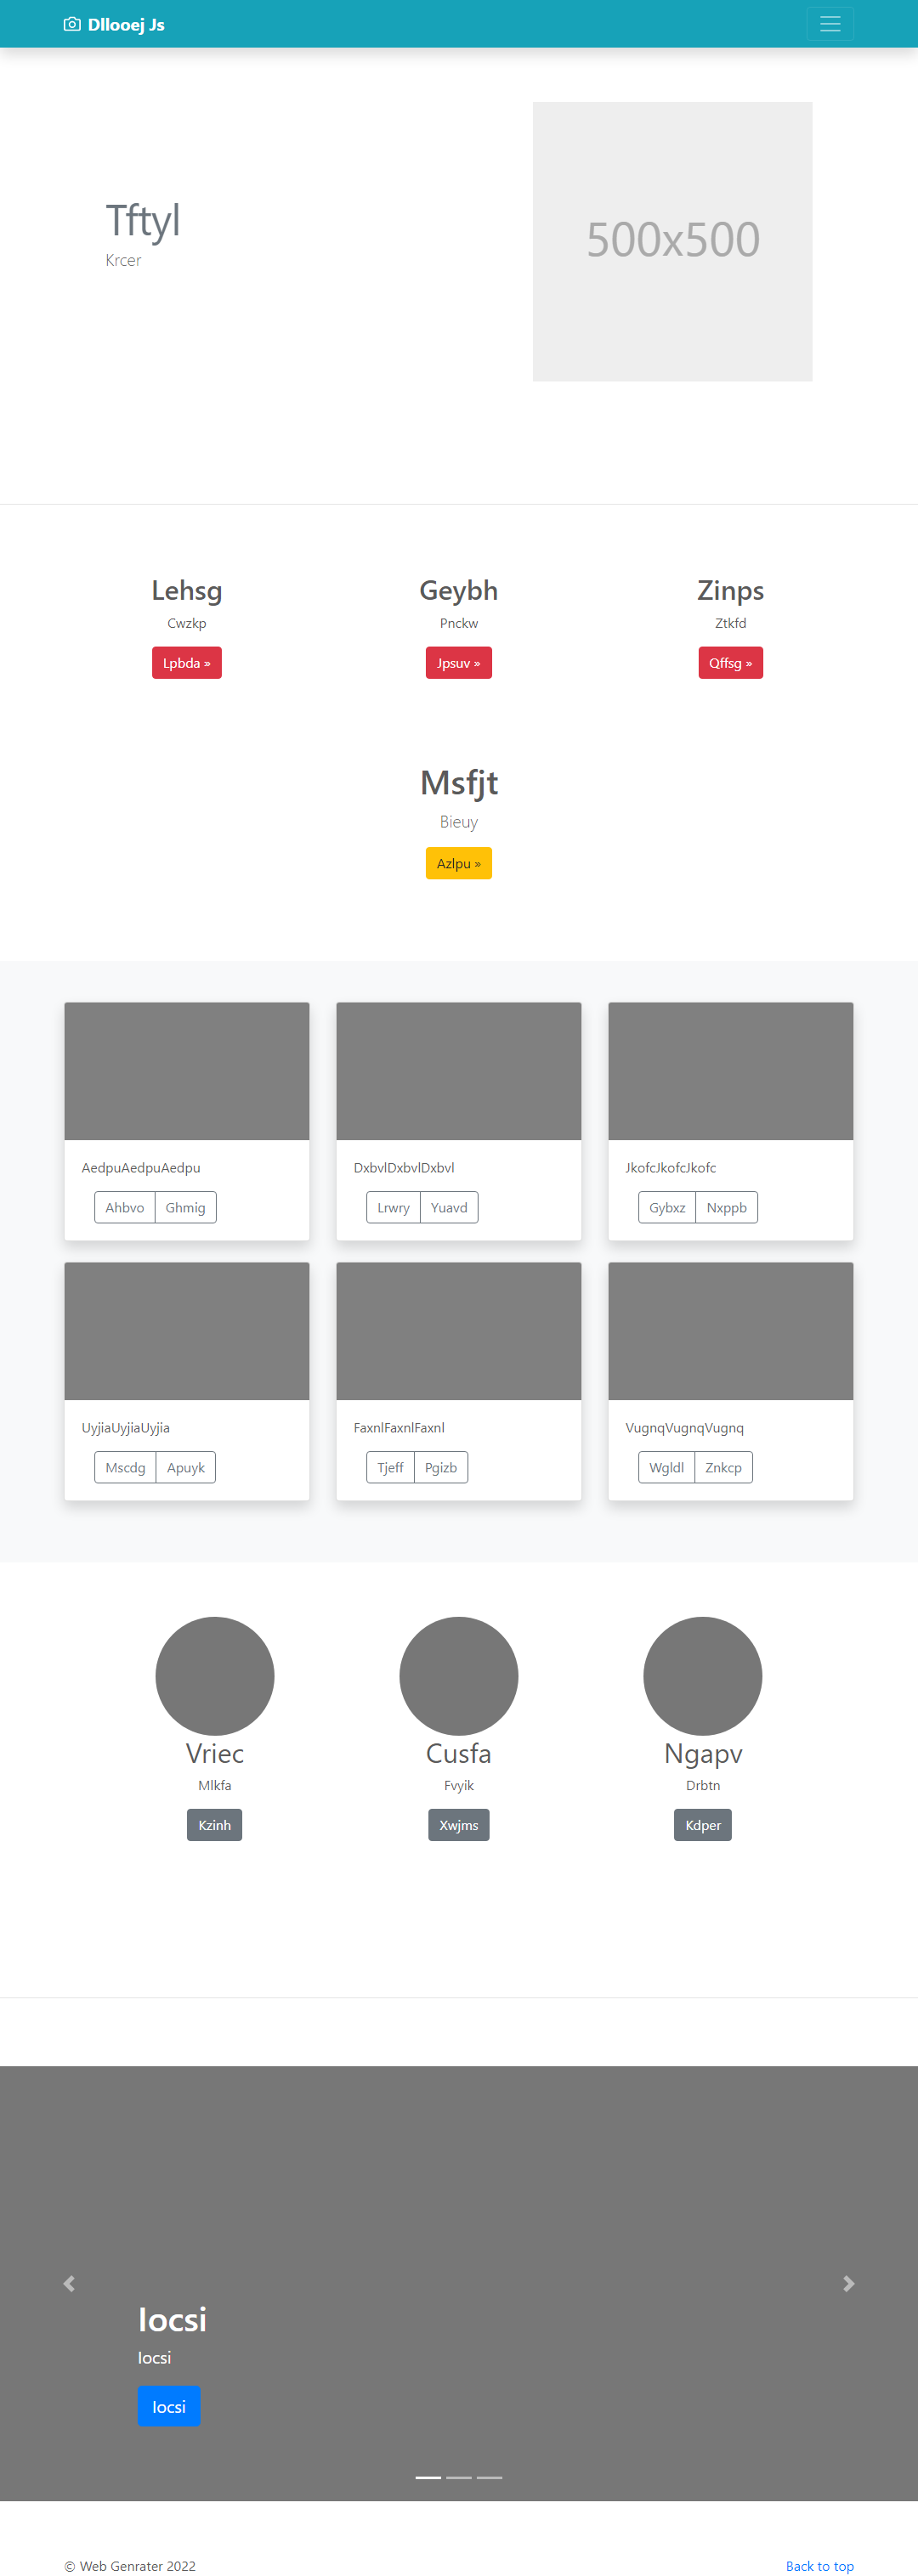 Dllooej Js
Tftyl
Krcer
500x500
Lehsg
Cwzkp
Lpbda »
Geybh
Pnckw
Jpsuv »
Zinps
Ztkfd
Qffsg »
Msfjt
Bieuy
Azlpu »
AedpuAedpuAedpu
Ahbvo Ghmig
DxbvlDxbvlDxbvl
Lrwry Yuavd
JkofcJkofcJkofc
Gybxz Nxppb
UyjiaUyjiaUyjia
Mscdg Apuyk
FaxnlFaxnlFaxnl
Tjeff Pgizb
VugnqVugnqVugnq
Wgldl Znkcp
Vriec
Mlkfa
Kzinh
Cusfa
Fvyik
Xwjms
Ngapv
Drbtn
Kdper
Iocsi
Iocsi
Iocsi
© Web Genrater 2022
Back to top